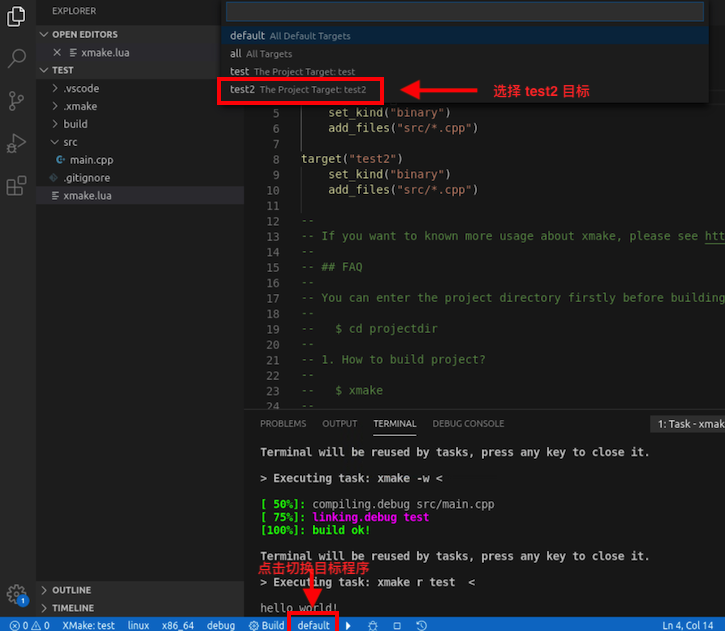 EXPLORER
OPEN EDITORS
xmake.lua
TEST
.vscode
.xmake
build
src
main.cpp
.gitignore
xmake.lua
OUTLINE
TIMELINE
default All Default Targets
all All Targets
test The Project Target: test
test2 The Project Target: test2
选择 test2 目标
5 set_kind("binary")
6 add_files("src/*.cpp")
7
8 target("test2")
9 set_kind("binary")
10 add_files("src/*.cpp")
11
12 --
13 -- If you want to known more usage about xmake, please see htt
14 --
15 -- ## FAQ
16 --
17 -- You can enter the project directory firstly before building
18 --
19 -- $ cd projectdir
20 --
21 -- 1. How to build project?
22 --
23 -- $ xmake
24 --
PROBLEMS OUTPUT TERMINAL DEBUG CONSOLE 1: Task - xmak
Terminal will be reused by tasks, press any key to close it.
> Executing task: xmake -w <
[ 50%]: compiling.debug src/main.cpp
[ 75%]: linking.debug test
[100%]: build ok!
Terminal will be reused by tasks, press any key to close it.
点击切换目标程序
> Executing task: xmake r test <
hello world!
1
0 0 XMake: test linux x86_64 debug Build default Ln 4, Col 14